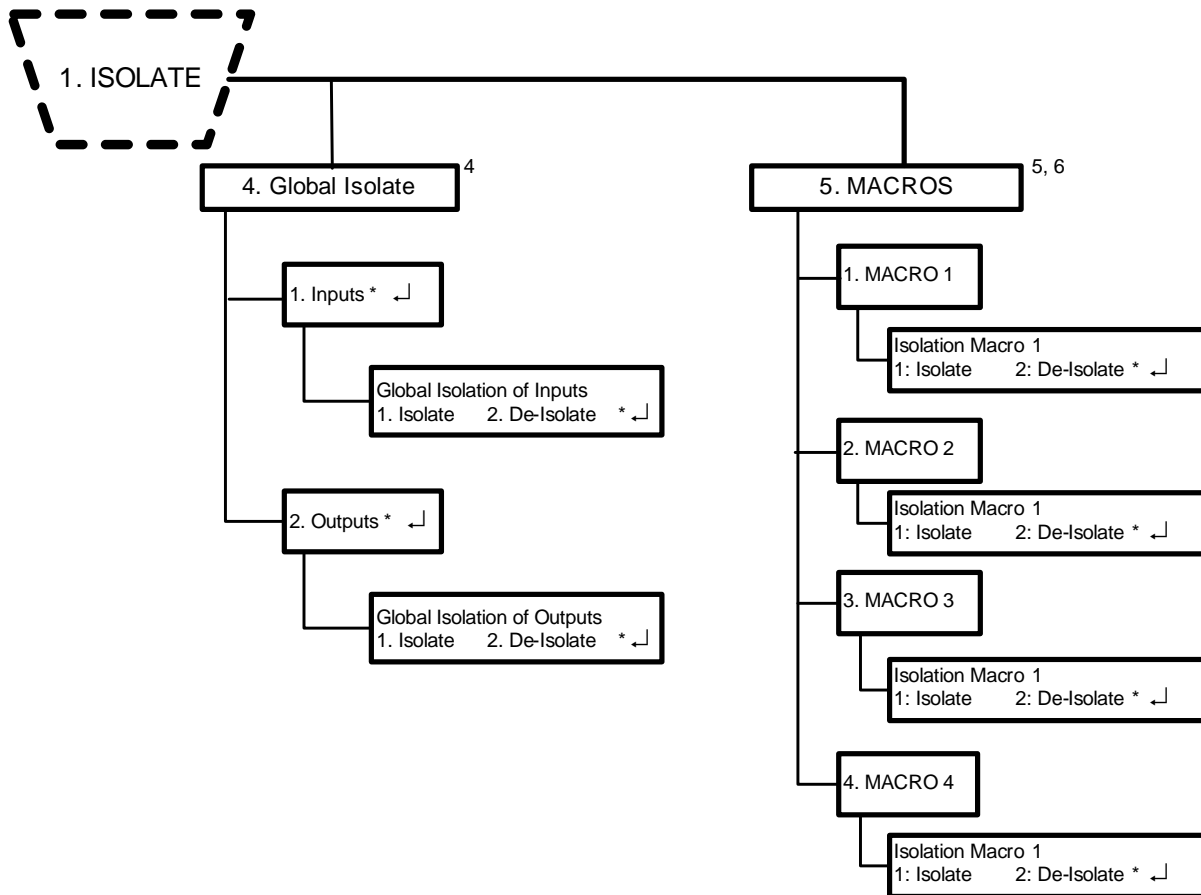 1. ISOLATE
4. Global Isolate 4
1. Inputs * ↵
Global Isolation of Inputs
1. Isolate 2. De-Isolate * ↵
2. Outputs * ↵
Global Isolation of Outputs
1. Isolate 2. De-Isolate * ↵
5. MACROS 5, 6
1. MACRO 1
Isolation Macro 1
1: Isolate 2: De-Isolate * ↵
2. MACRO 2
Isolation Macro 1
1: Isolate 2: De-Isolate * ↵
3. MACRO 3
Isolation Macro 1
1: Isolate 2: De-Isolate * ↵
4. MACRO 4
Isolation Macro 1
1: Isolate 2: De-Isolate * ↵